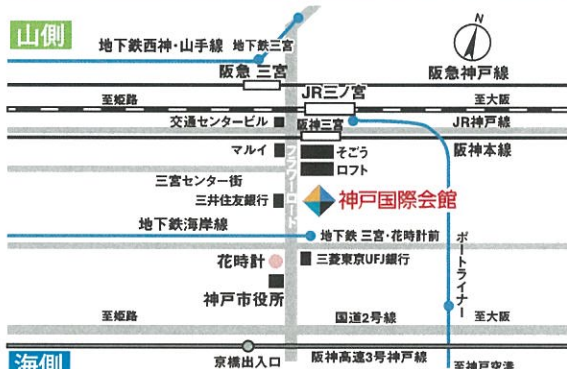 山側
地下鉄西神・山手線
地下鉄三宮
N
阪急 三宮
阪急神戸線
JR三ノ宮
至姫路
至大阪
交通センタービル
阪神三宮
JR神戸線
マルイ
そごう
阪神本線
ロフト
フラワーロード
三宮センター街
三井住友銀行
神戸国際会館
地下鉄海岸線
地下鉄 三宮・花時計前
ポートライナー
花時計
三菱東京UFJ銀行
神戸市役所
至姫路
国道2号線
至大阪
海側
京橋出入口
阪神高速3号神戸線
至神戸空港